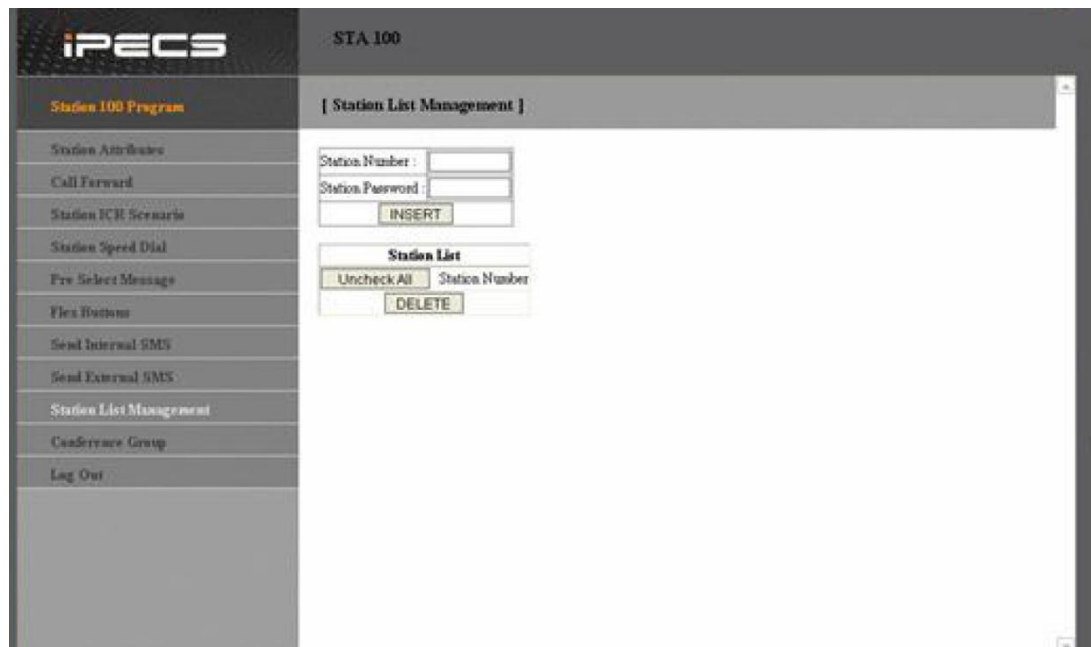 iPECS
STA 100
Station 100 Program
[ Station List Management ]
Station Attributes
Call Forward
Station ICR Scenario
Station Speed Dial
Pre Select Message
Flex Buttons
Send Internal SMS
Send External SMS
Station List Management
Conference Group
Log Out
Station Number :
Station Password :
INSERT
Station List
Uncheck All Station Number
DELETE